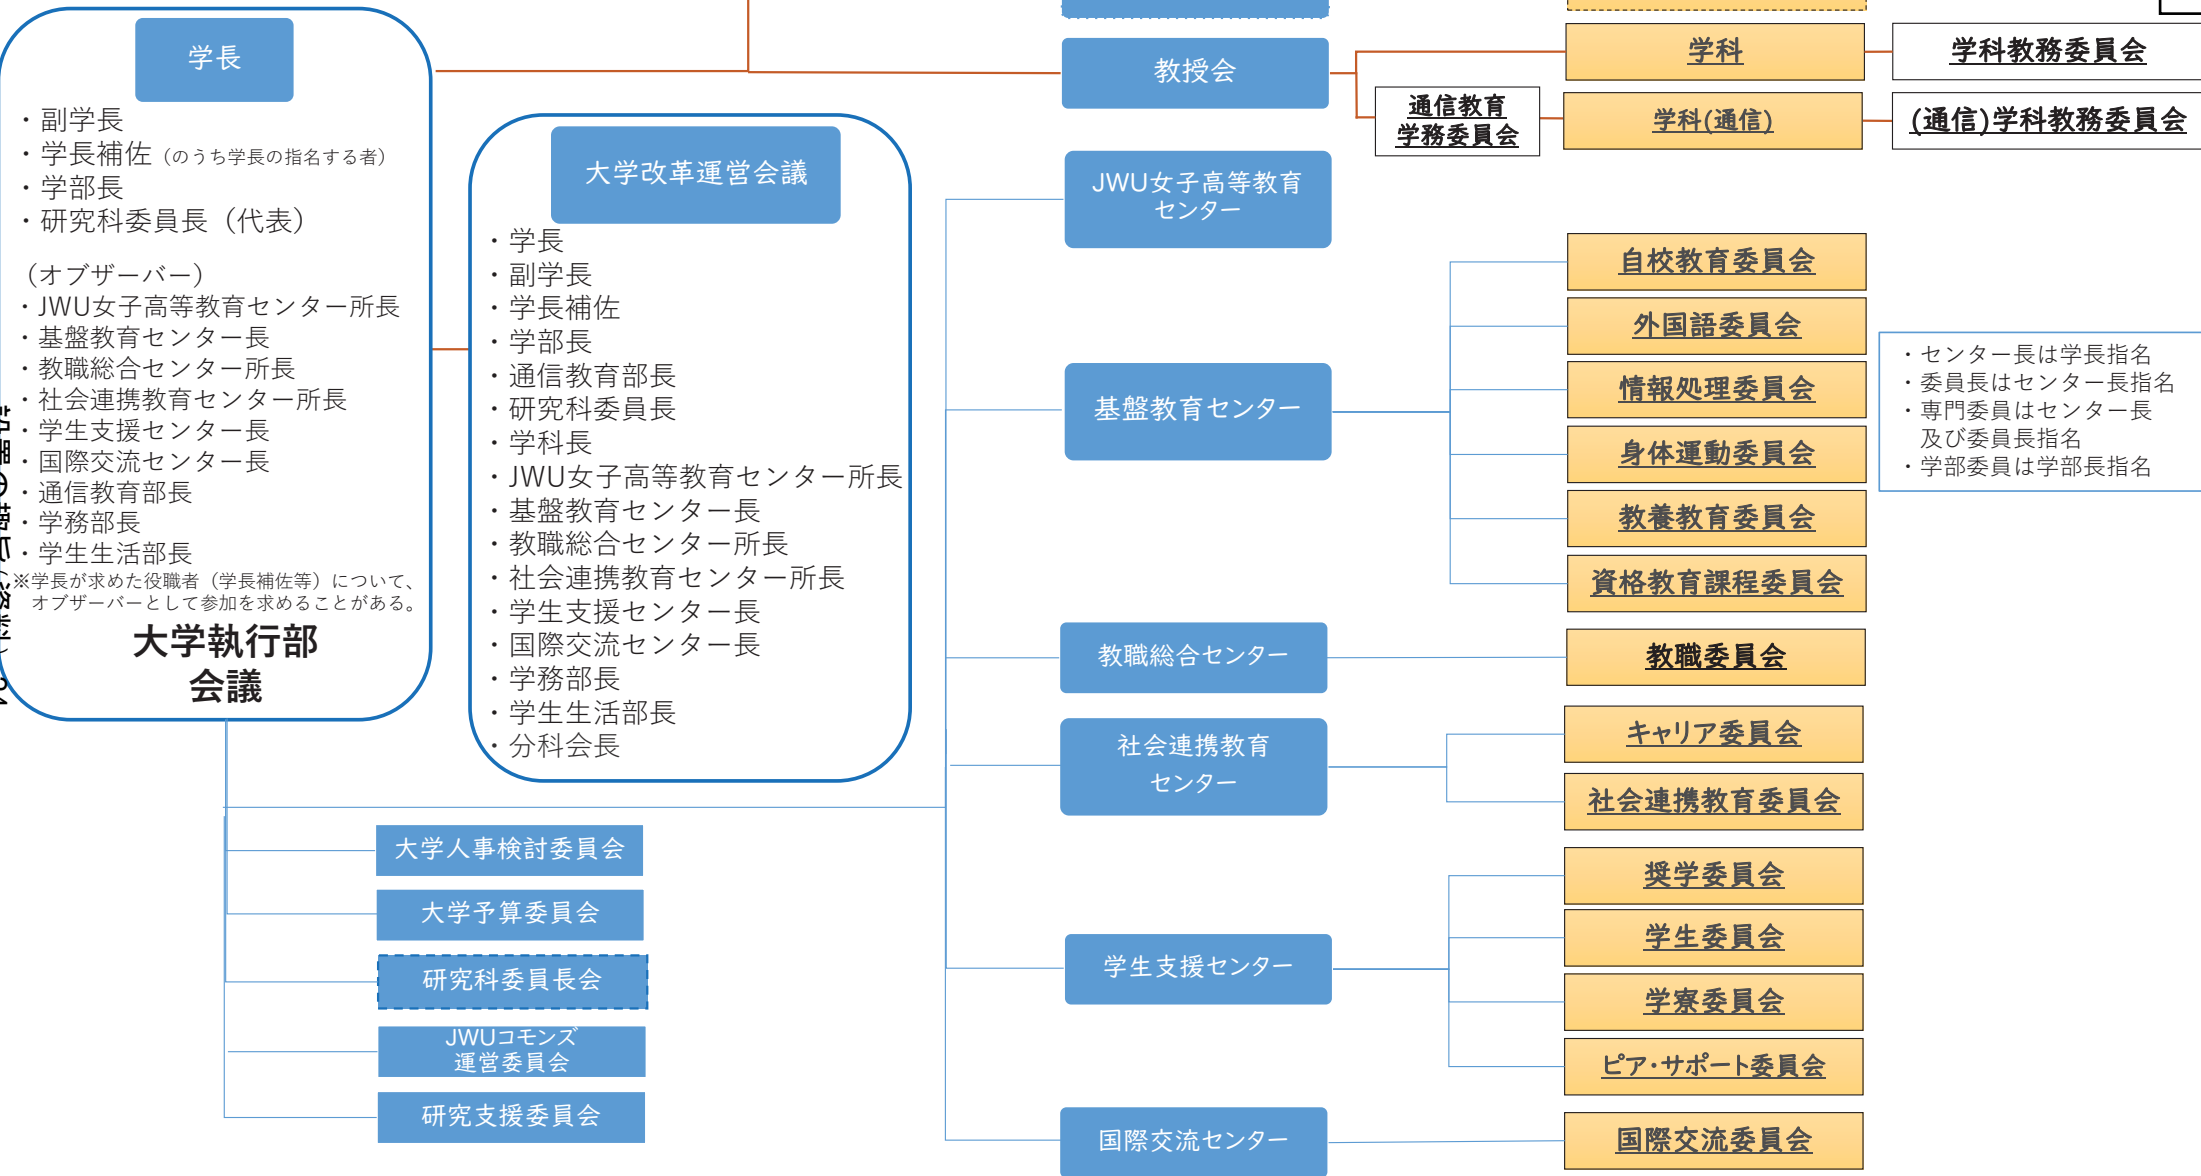 学長
・副学長
・学長補佐（のうち学長の指名する者）
・学部長
・研究科委員長（代表）
（オブザーバー）
・JWU女子高等教育センター所長
・基盤教育センター長
・教職総合センター所長
・社会連携教育センター所長
・学生支援センター長
・国際交流センター長
・通信教育部長
・学務部長
・学生生活部長
※学長が求めた役職者（学長補佐等）について、
オブザーバーとして参加を求めることがある。
大学執行部
会議
大学改革運営会議
・学長
・副学長
・学長補佐
・学部長
・通信教育部長
・研究科委員長
・学科長
・JWU女子高等教育センター所長
・基盤教育センター長
・教職総合センター所長
・社会連携教育センター所長
・学生支援センター長
・国際交流センター長
・学務部長
・学生生活部長
・分科会長
大学人事検討委員会
大学予算委員会
研究科委員長会
JWUコモンズ
運営委員会
研究支援委員会
教授会
学科
学科教務委員会
通信教育
学務委員会
学科(通信)
(通信)学科教務委員会
JWU女子高等教育
センター
基盤教育センター
自校教育委員会
外国語委員会
情報処理委員会
身体運動委員会
教養教育委員会
資格教育課程委員会
・センター長は学長指名
・委員長はセンター長指名
・専門委員はセンター長
及び委員長指名
・学部委員は学部長指名
教職総合センター
教職委員会
社会連携教育
センター
キャリア委員会
社会連携教育委員会
学生支援センター
奨学委員会
学生委員会
学寮委員会
ピア・サポート委員会
国際交流センター
国際交流委員会